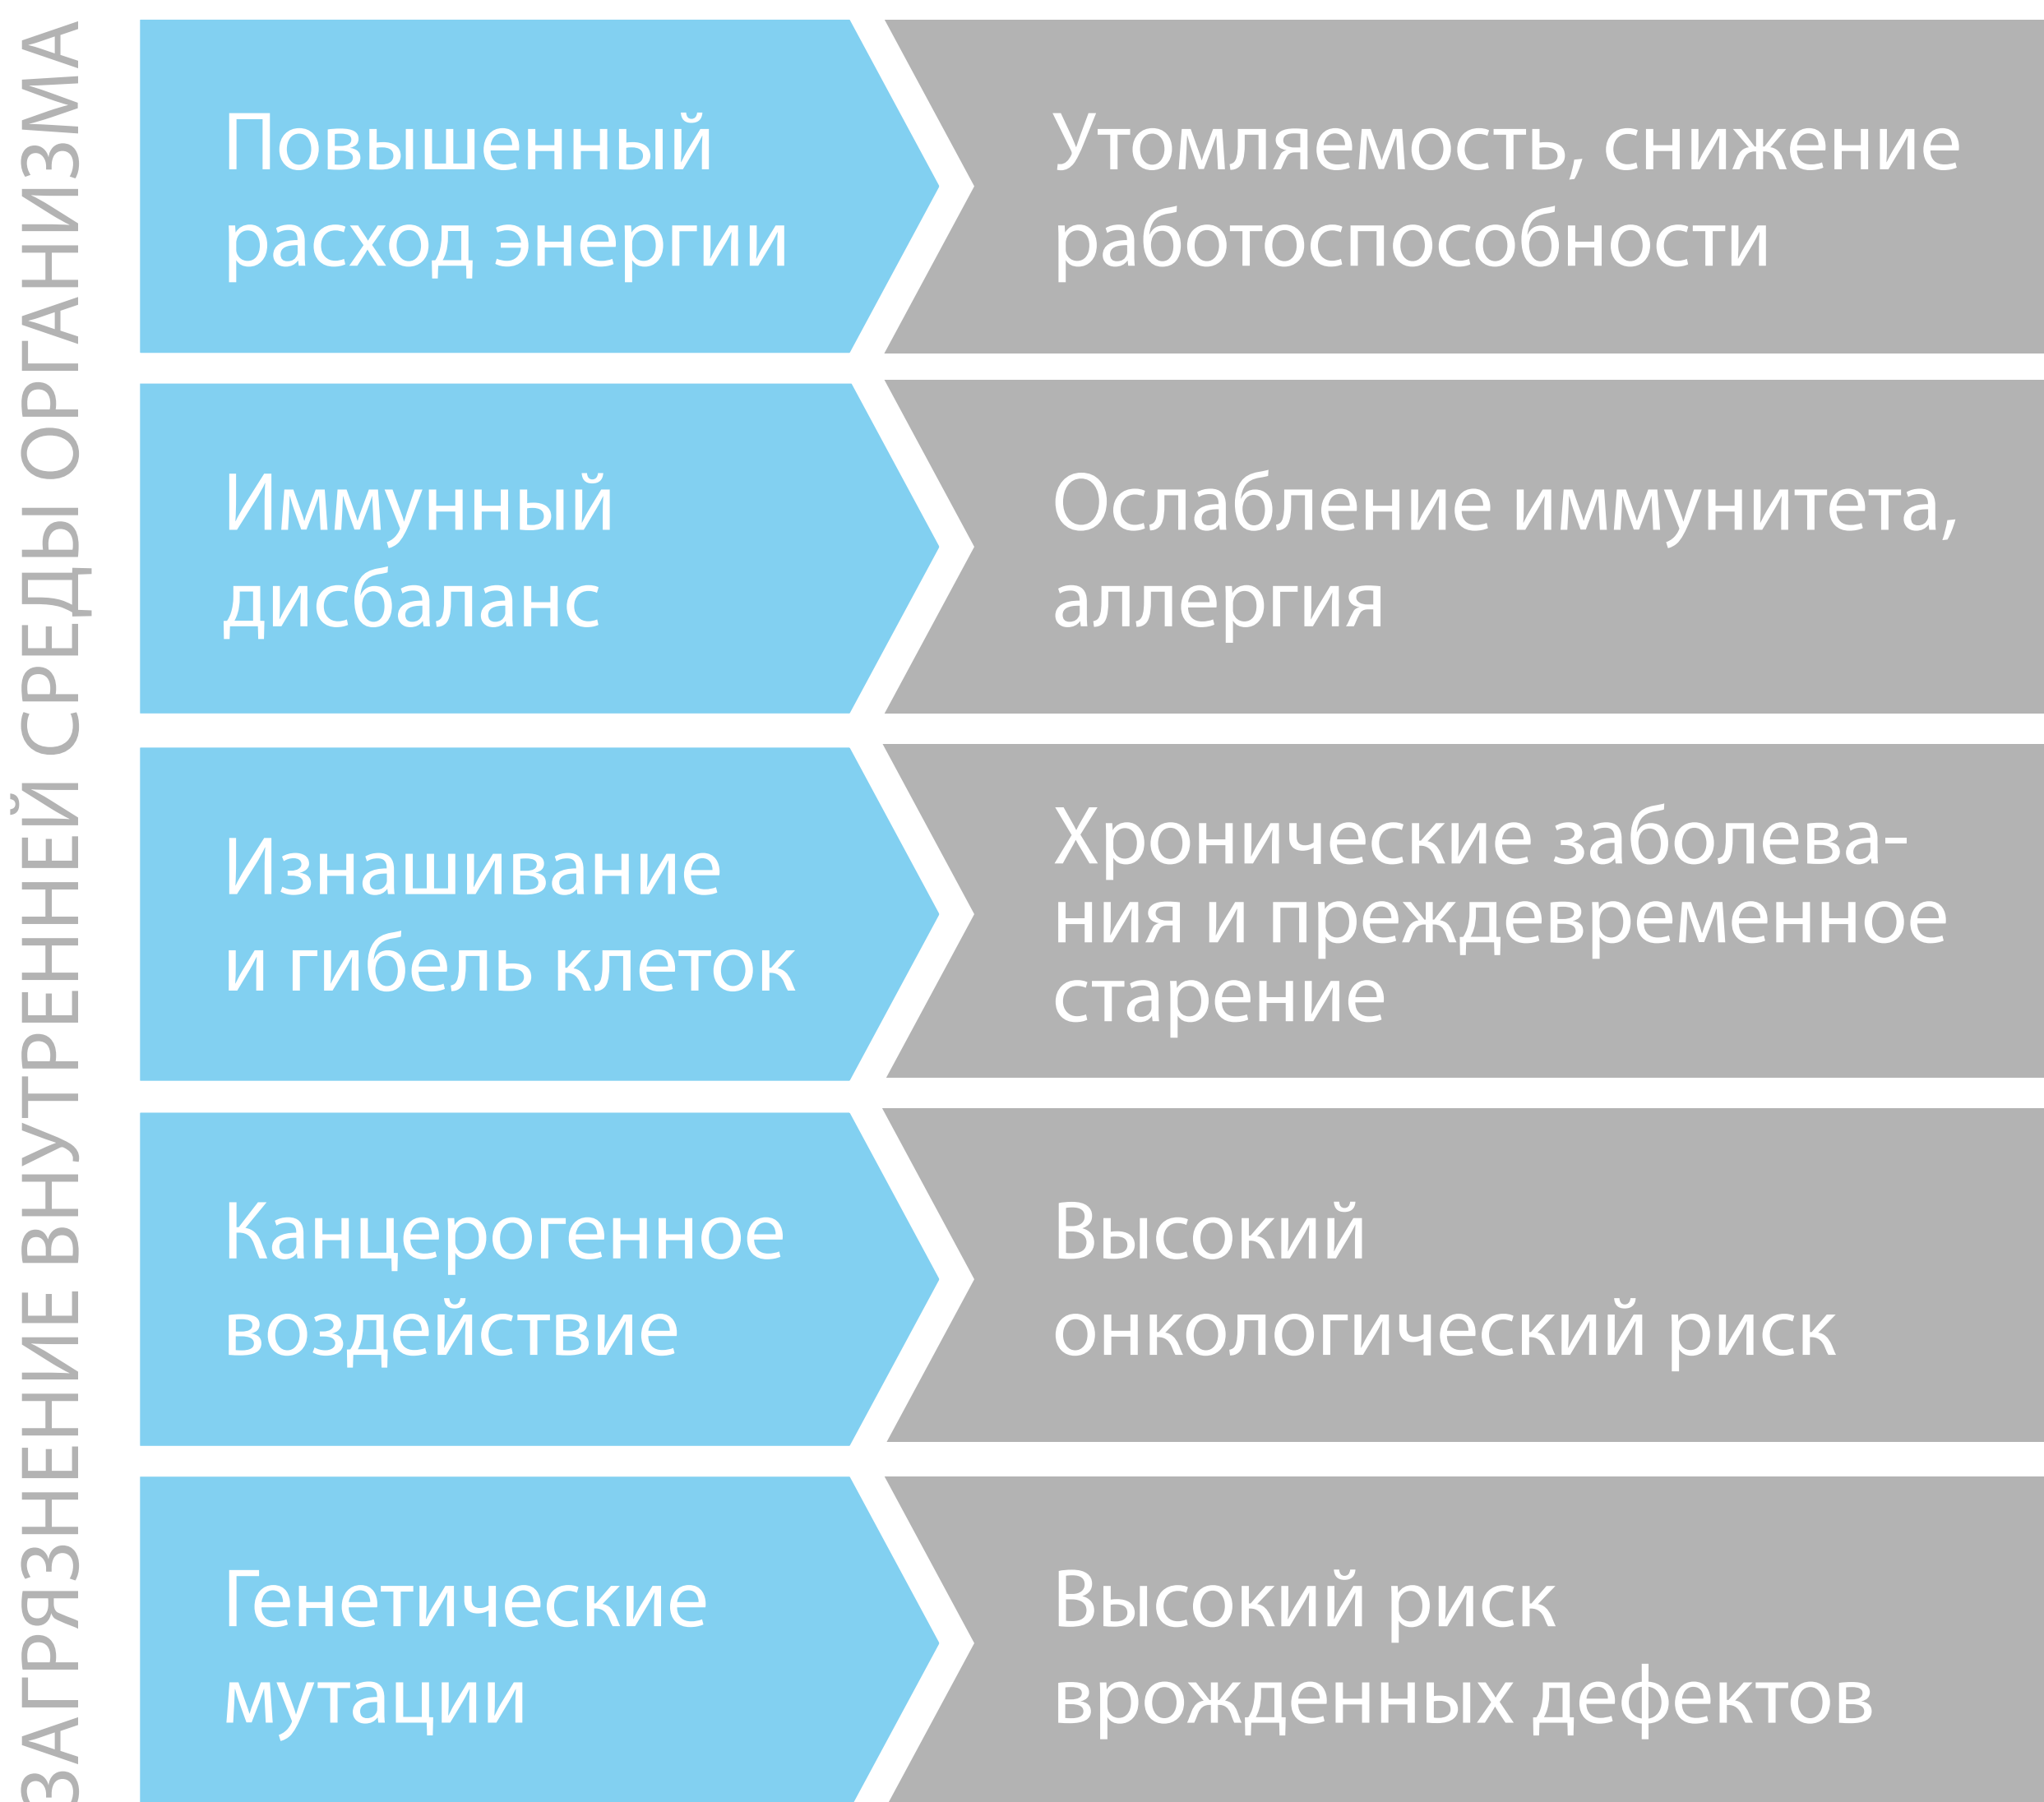 ЗАГРЯЗНЕНИЕ ВНУТРЕННЕЙ СРЕДЫ ОРГАНИЗМА
Повышенный
расход энергии
Утомляемость, снижение
работоспособности
Имунный
дисбаланс
Ослабление иммунитета,
аллергия
Изнашивание
и гибель клеток
Хронические заболева-
ния и преждевременное
старение
Канцерогенное
воздействие
Высокий
онкологический риск
Генетические
мутации
Высокий риск
врожденных дефектов